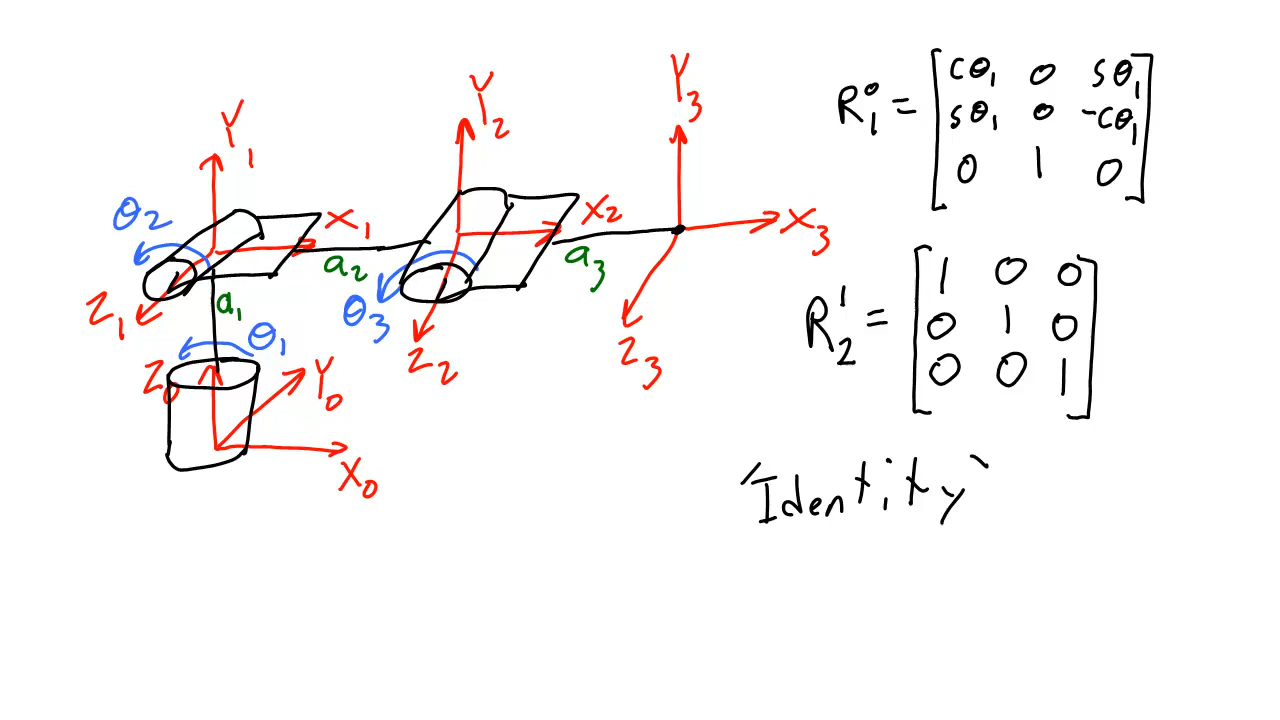 Y₁
Y₂
Y₃
θ₂
X₁
X₂
X₃
a₂
a₃
Z₁
a₁
θ₃
θ₁
Z₂
Z₃
Z₀
Y₀
X₀
R₁⁰ = [ cθ₁ 0 sθ₁
sθ₁ 0 -cθ₁
0 1 0 ]
R₂¹ = [ 1 0 0
0 1 0
0 0 1 ]
"Identity"